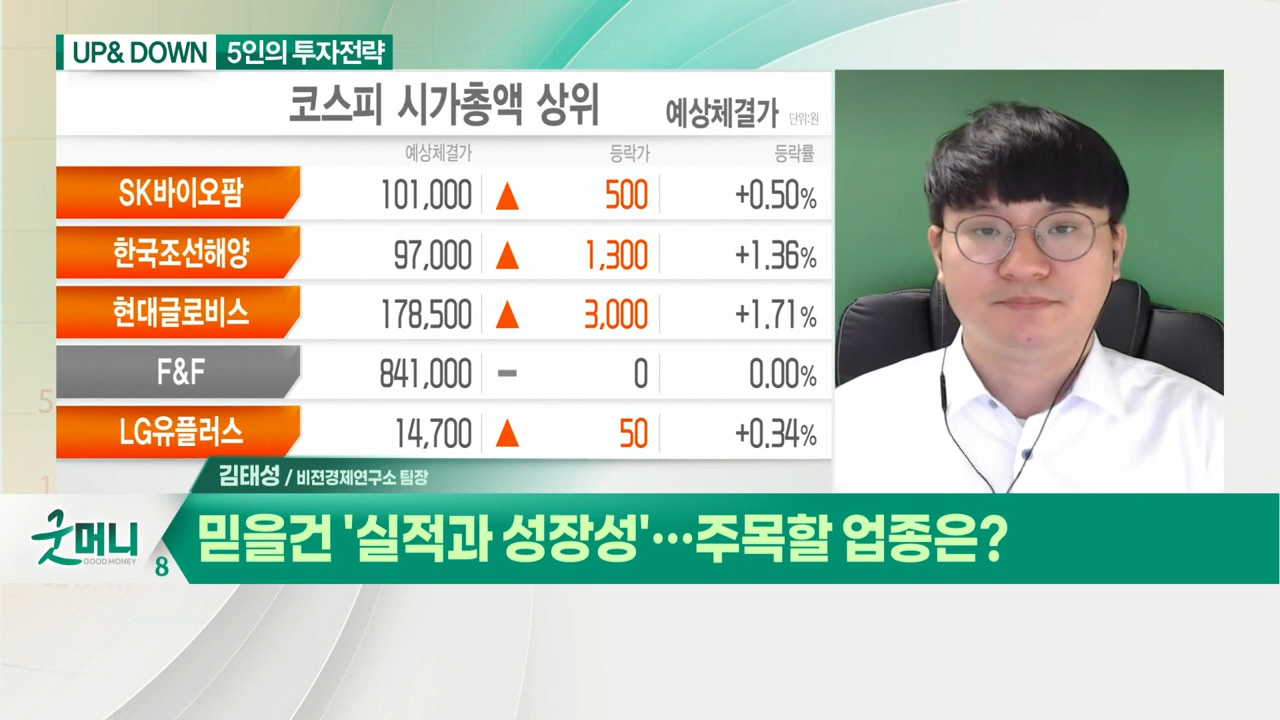 UP& DOWN 5인의 투자전략
코스피 시가총액 상위 예상체결가 단위:원
예상체결가 등락가 등락률
SK바이오팜 101,000 ▲ 500 +0.50%
한국조선해양 97,000 ▲ 1,300 +1.36%
현대글로비스 178,500 ▲ 3,000 +1.71%
F&F 841,000 - 0 0.00%
LG유플러스 14,700 ▲ 50 +0.34%
김태성 / 비젼경제연구소 팀장
굿머니 GOOD MONEY 8
믿을건 '실적과 성장성'…주목할 업종은?